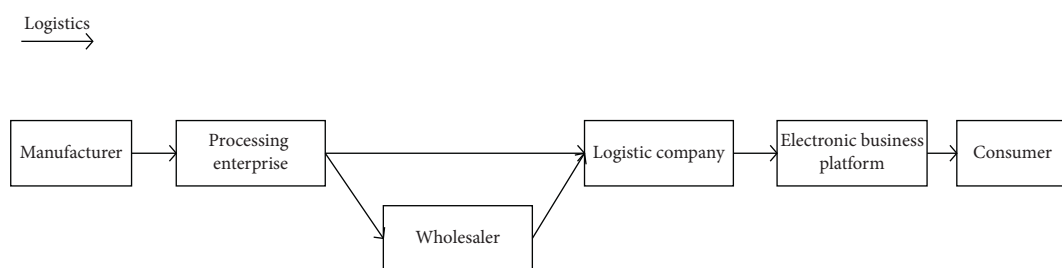 Logistics
Manufacturer
Processing
enterprise
Wholesaler
Logistic company
Electronic business
platform
Consumer